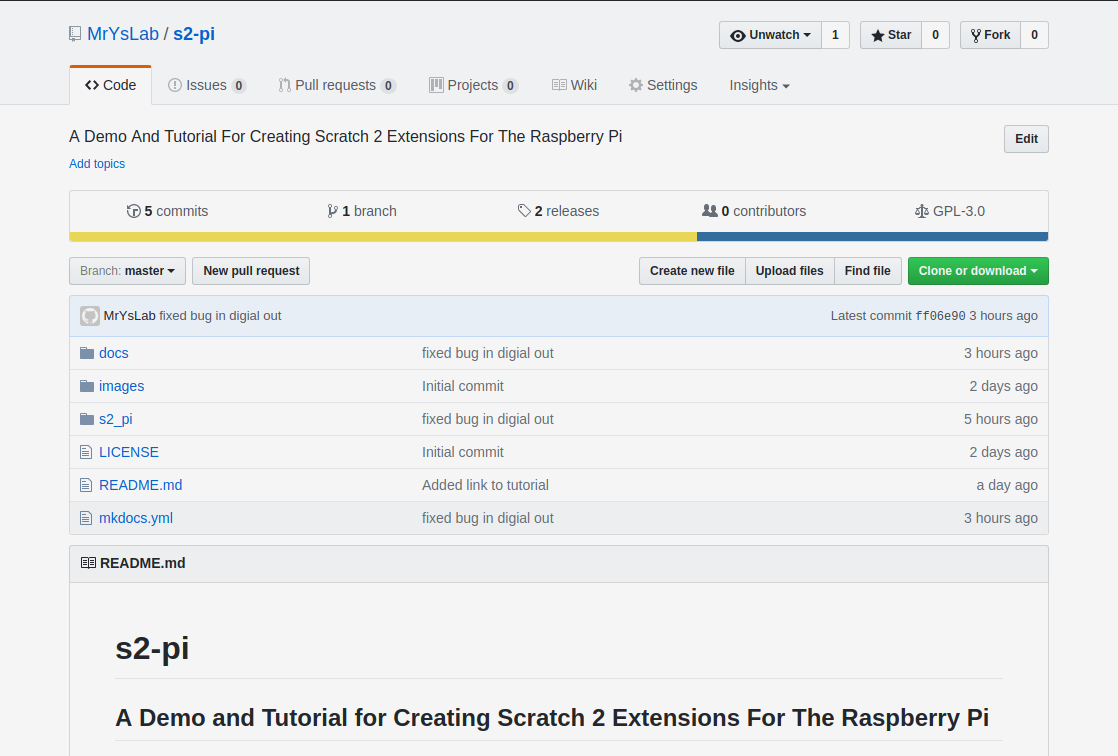 MrYsLab / s2-pi
Unwatch 1 Star 0 Fork 0
Code Issues 0 Pull requests 0 Projects 0 Wiki Settings Insights
A Demo And Tutorial For Creating Scratch 2 Extensions For The Raspberry Pi
Edit
Add topics
5 commits 1 branch 2 releases 0 contributors GPL-3.0
Branch: master New pull request Create new file Upload files Find file Clone or download
MrYsLab fixed bug in digial out Latest commit ff06e90 3 hours ago
docs fixed bug in digial out 3 hours ago
images Initial commit 2 days ago
s2_pi fixed bug in digial out 5 hours ago
LICENSE Initial commit 2 days ago
README.md Added link to tutorial a day ago
mkdocs.yml fixed bug in digial out 3 hours ago
README.md
s2-pi
A Demo and Tutorial for Creating Scratch 2 Extensions For The Raspberry Pi